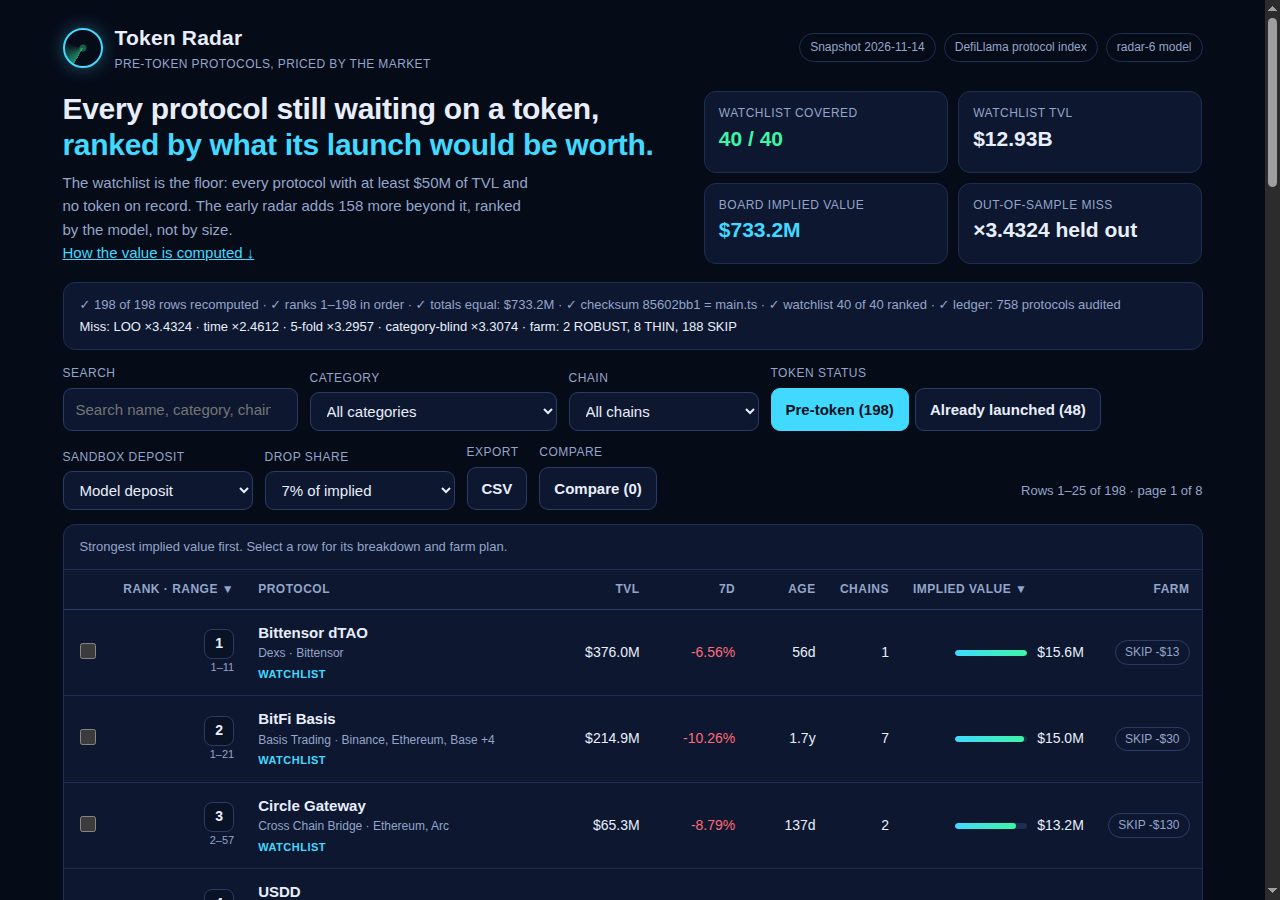 Token Radar
PRE-TOKEN PROTOCOLS, PRICED BY THE MARKET
Snapshot 2026-11-14
DefiLlama protocol index
radar-6 model
Every protocol still waiting on a token,
ranked by what its launch would be worth.
The watchlist is the floor: every protocol with at least $50M of TVL and
no token on record. The early radar adds 158 more beyond it, ranked
by the model, not by size.
How the value is computed ↓
WATCHLIST COVERED
40 / 40
WATCHLIST TVL
$12.93B
BOARD IMPLIED VALUE
$733.2M
OUT-OF-SAMPLE MISS
×3.4324 held out
✓ 198 of 198 rows recomputed · ✓ ranks 1–198 in order · ✓ totals equal: $733.2M · ✓ checksum 85602bb1 = main.ts · ✓ watchlist 40 of 40 ranked · ✓ ledger: 758 protocols audited
Miss: LOO ×3.4324 · time ×2.4612 · 5-fold ×3.2957 · category-blind ×3.3074 · farm: 2 ROBUST, 8 THIN, 188 SKIP
SEARCH
Search name, category, chain
CATEGORY
All categories
CHAIN
All chains
TOKEN STATUS
Pre-token (198)
Already launched (48)
SANDBOX DEPOSIT
Model deposit
DROP SHARE
7% of implied
EXPORT
CSV
COMPARE
Compare (0)
Rows 1–25 of 198 · page 1 of 8
Strongest implied value first. Select a row for its breakdown and farm plan.
RANK · RANGE ▼ PROTOCOL TVL 7D AGE CHAINS IMPLIED VALUE ▼ FARM
1 Bittensor dTAO $376.0M -6.56% 56d 1 $15.6M SKIP -$13
1–11 Dexs · Bittensor
WATCHLIST
2 BitFi Basis $214.9M -10.26% 1.7y 7 $15.0M SKIP -$30
1–21 Basis Trading · Binance, Ethereum, Base +4
WATCHLIST
3 Circle Gateway $65.3M -8.79% 137d 2 $13.2M SKIP -$130
2–57 Cross Chain Bridge · Ethereum, Arc
WATCHLIST
USDD